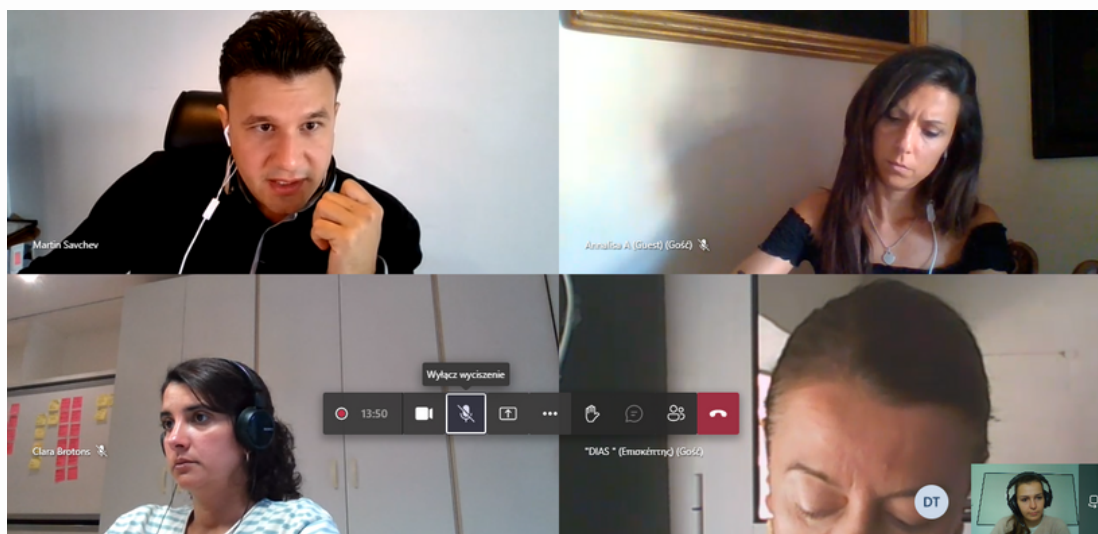 Martin Savchev
Annalisa A (Guest) (Gość)
Wyłącz wyciszenie
13:50
Clara Brotons
"DIAS " (Επισκέπτης) (Gość)
DT